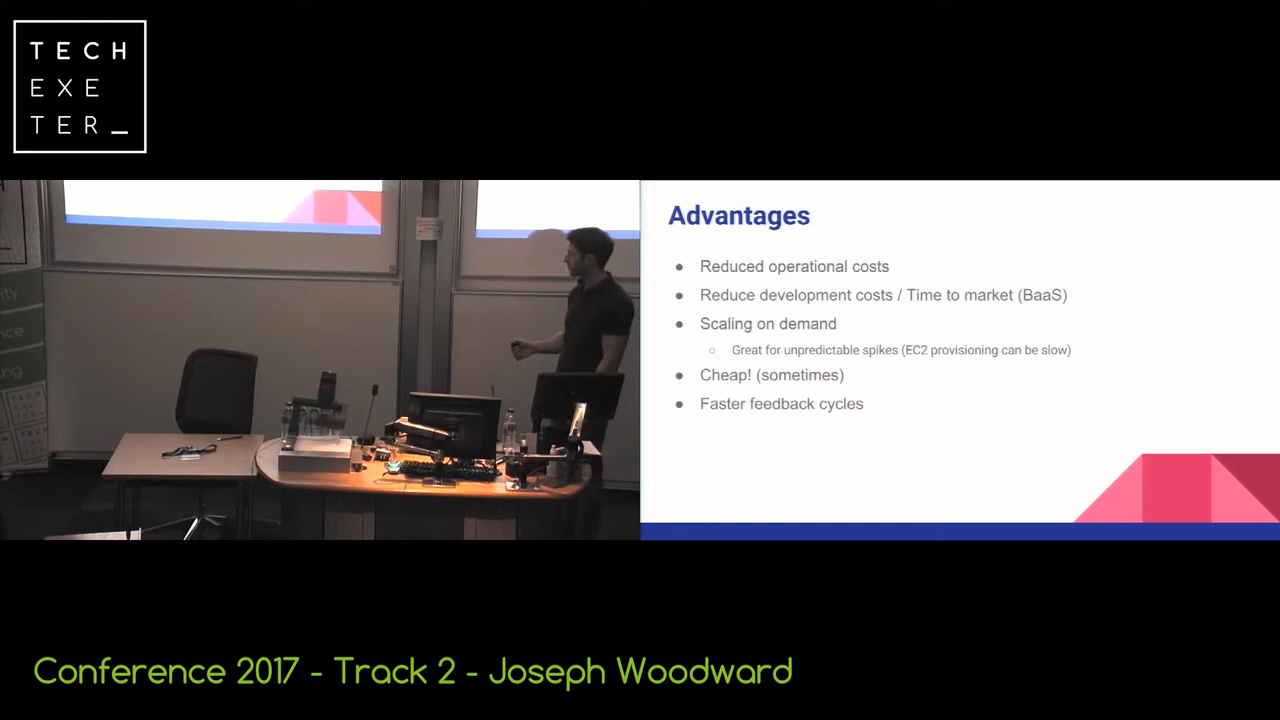 TECH
EXE
TER_
Advantages
● Reduced operational costs
● Reduce development costs / Time to market (BaaS)
● Scaling on demand
○ Great for unpredictable spikes (EC2 provisioning can be slow)
● Cheap! (sometimes)
● Faster feedback cycles
Conference 2017 - Track 2 - Joseph Woodward